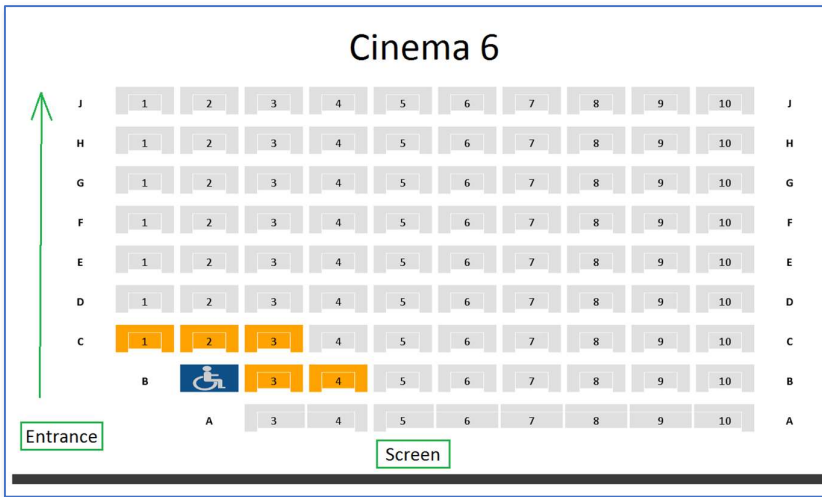 Cinema 6
J 1 2 3 4 5 6 7 8 9 10 J
H 1 2 3 4 5 6 7 8 9 10 H
G 1 2 3 4 5 6 7 8 9 10 G
F 1 2 3 4 5 6 7 8 9 10 F
E 1 2 3 4 5 6 7 8 9 10 E
D 1 2 3 4 5 6 7 8 9 10 D
C 1 2 3 4 5 6 7 8 9 10 C
B 3 4 5 6 7 8 9 10 B
A 3 4 5 6 7 8 9 10 A
Entrance
Screen